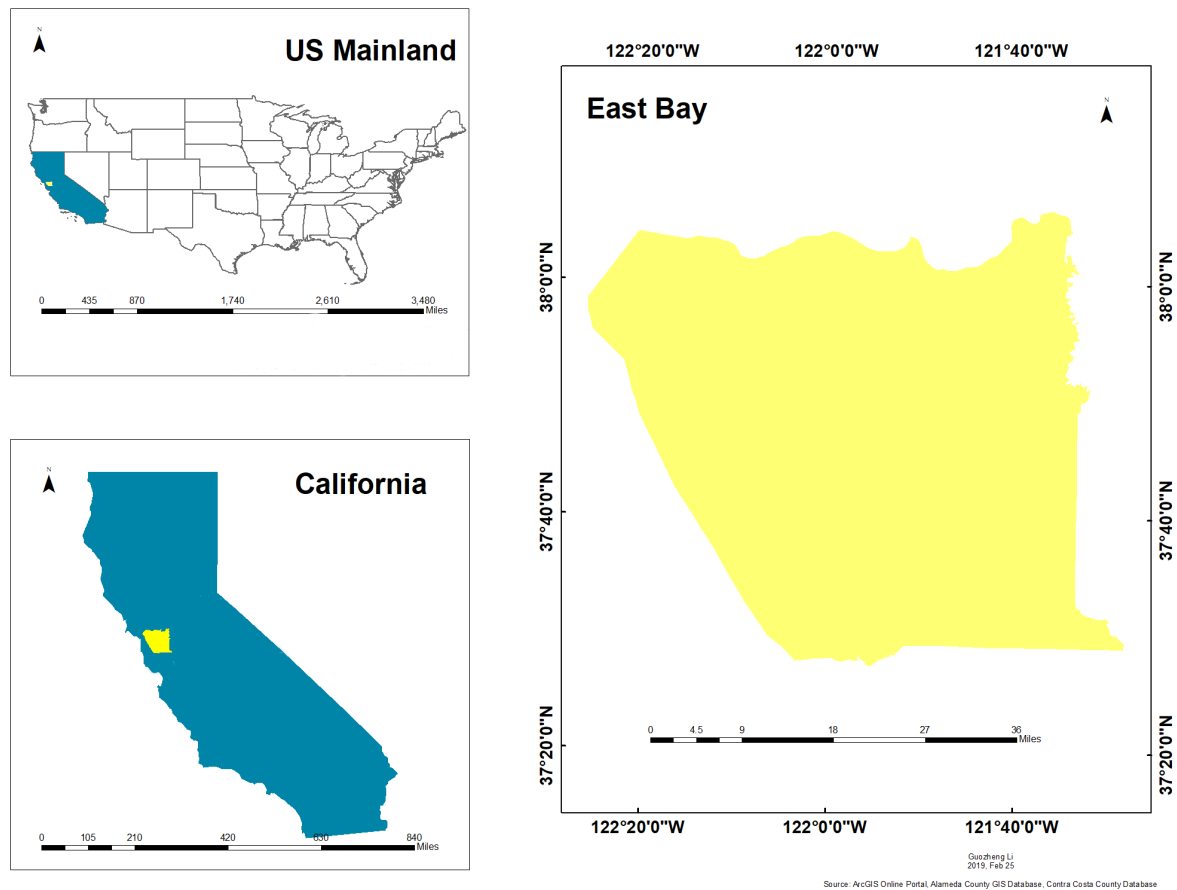 N
US Mainland
0 435 870 1,740 2,610 3,480
Miles
N
California
0 105 210 420 630 840
Miles
122°20'0"W 122°0'0"W 121°40'0"W
East Bay
N
38°0'0"N
38°0'0"N
37°40'0"N
37°40'0"N
37°20'0"N
37°20'0"N
0 4.5 9 18 27 36
Miles
122°20'0"W 122°0'0"W 121°40'0"W
Guozheng Li
2019, Feb 25
Source: ArcGIS Online Portal, Alameda County GIS Database, Contra Costa County Database